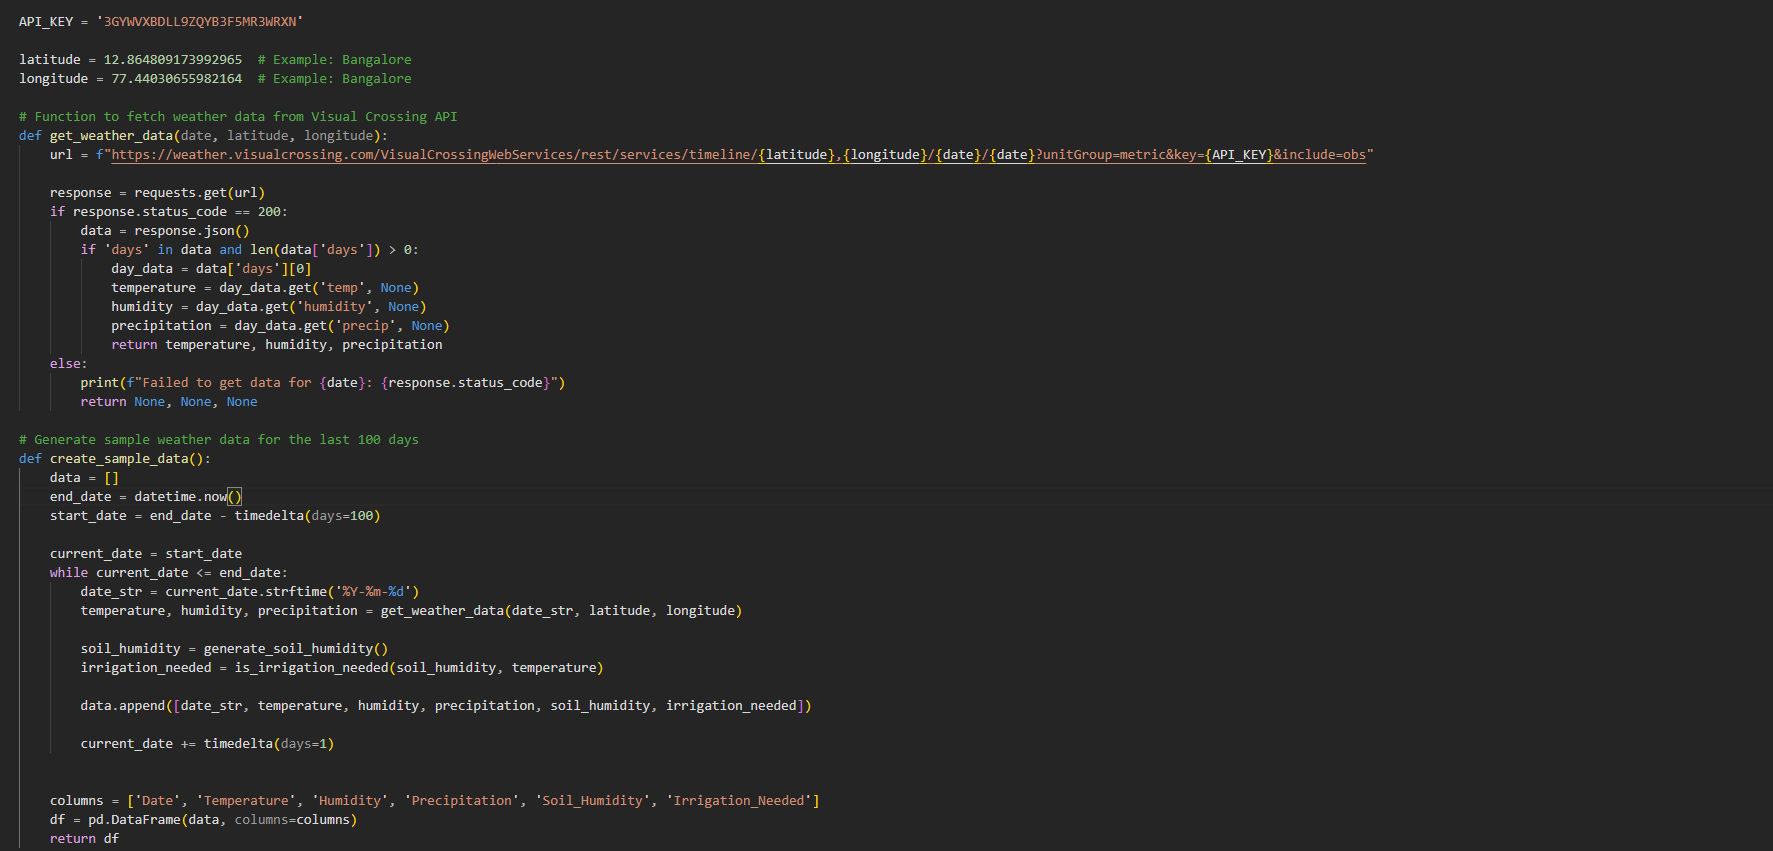 API_KEY = '3GYWVXBDLL9ZQYB3F5MR3WRXN'
latitude = 12.864809173992965  # Example: Bangalore
longitude = 77.44030655982164  # Example: Bangalore
# Function to fetch weather data from Visual Crossing API
def get_weather_data(date, latitude, longitude):
    url = f"https://weather.visualcrossing.com/VisualCrossingWebServices/rest/services/timeline/{latitude},{longitude}/{date}/{date}?unitGroup=metric&key={API_KEY}&include=obs"
    response = requests.get(url)
    if response.status_code == 200:
        data = response.json()
        if 'days' in data and len(data['days']) > 0:
            day_data = data['days'][0]
            temperature = day_data.get('temp', None)
            humidity = day_data.get('humidity', None)
            precipitation = day_data.get('precip', None)
            return temperature, humidity, precipitation
    else:
        print(f"Failed to get data for {date}: {response.status_code}")
        return None, None, None
# Generate sample weather data for the last 100 days
def create_sample_data():
    data = []
    end_date = datetime.now()
    start_date = end_date - timedelta(days=100)
    current_date = start_date
    while current_date <= end_date:
        date_str = current_date.strftime('%Y-%m-%d')
        temperature, humidity, precipitation = get_weather_data(date_str, latitude, longitude)
        soil_humidity = generate_soil_humidity()
        irrigation_needed = is_irrigation_needed(soil_humidity, temperature)
        data.append([date_str, temperature, humidity, precipitation, soil_humidity, irrigation_needed])
        current_date += timedelta(days=1)
    columns = ['Date', 'Temperature', 'Humidity', 'Precipitation', 'Soil_Humidity', 'Irrigation_Needed']
    df = pd.DataFrame(data, columns=columns)
    return df